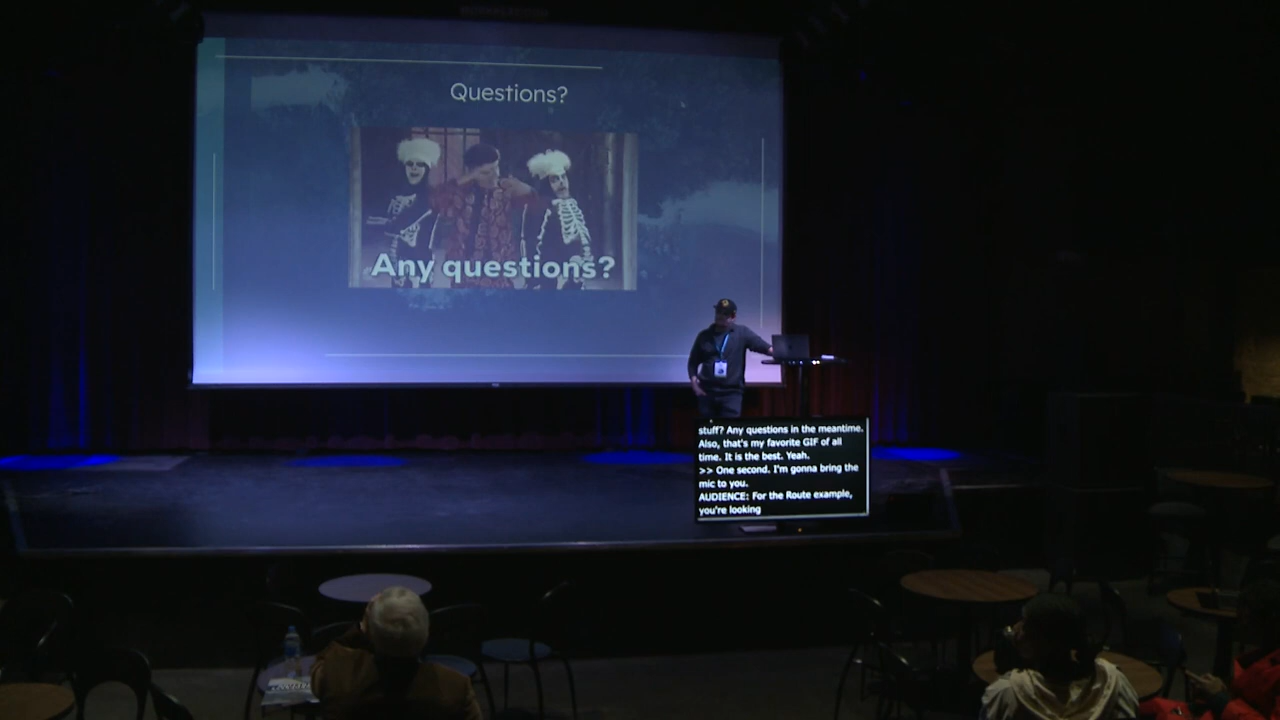 Questions?
Any questions?
stuff? Any questions in the meantime.
Also, that's my favorite GIF of all
time. It is the best. Yeah.
>> One second. I'm gonna bring the
mic to you.
AUDIENCE: For the Route example,
you're looking